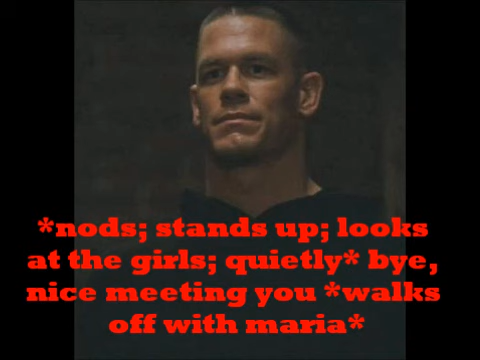 *nods; stands up; looks
at the girls; quietly* bye,
nice meeting you *walks
off with maria*